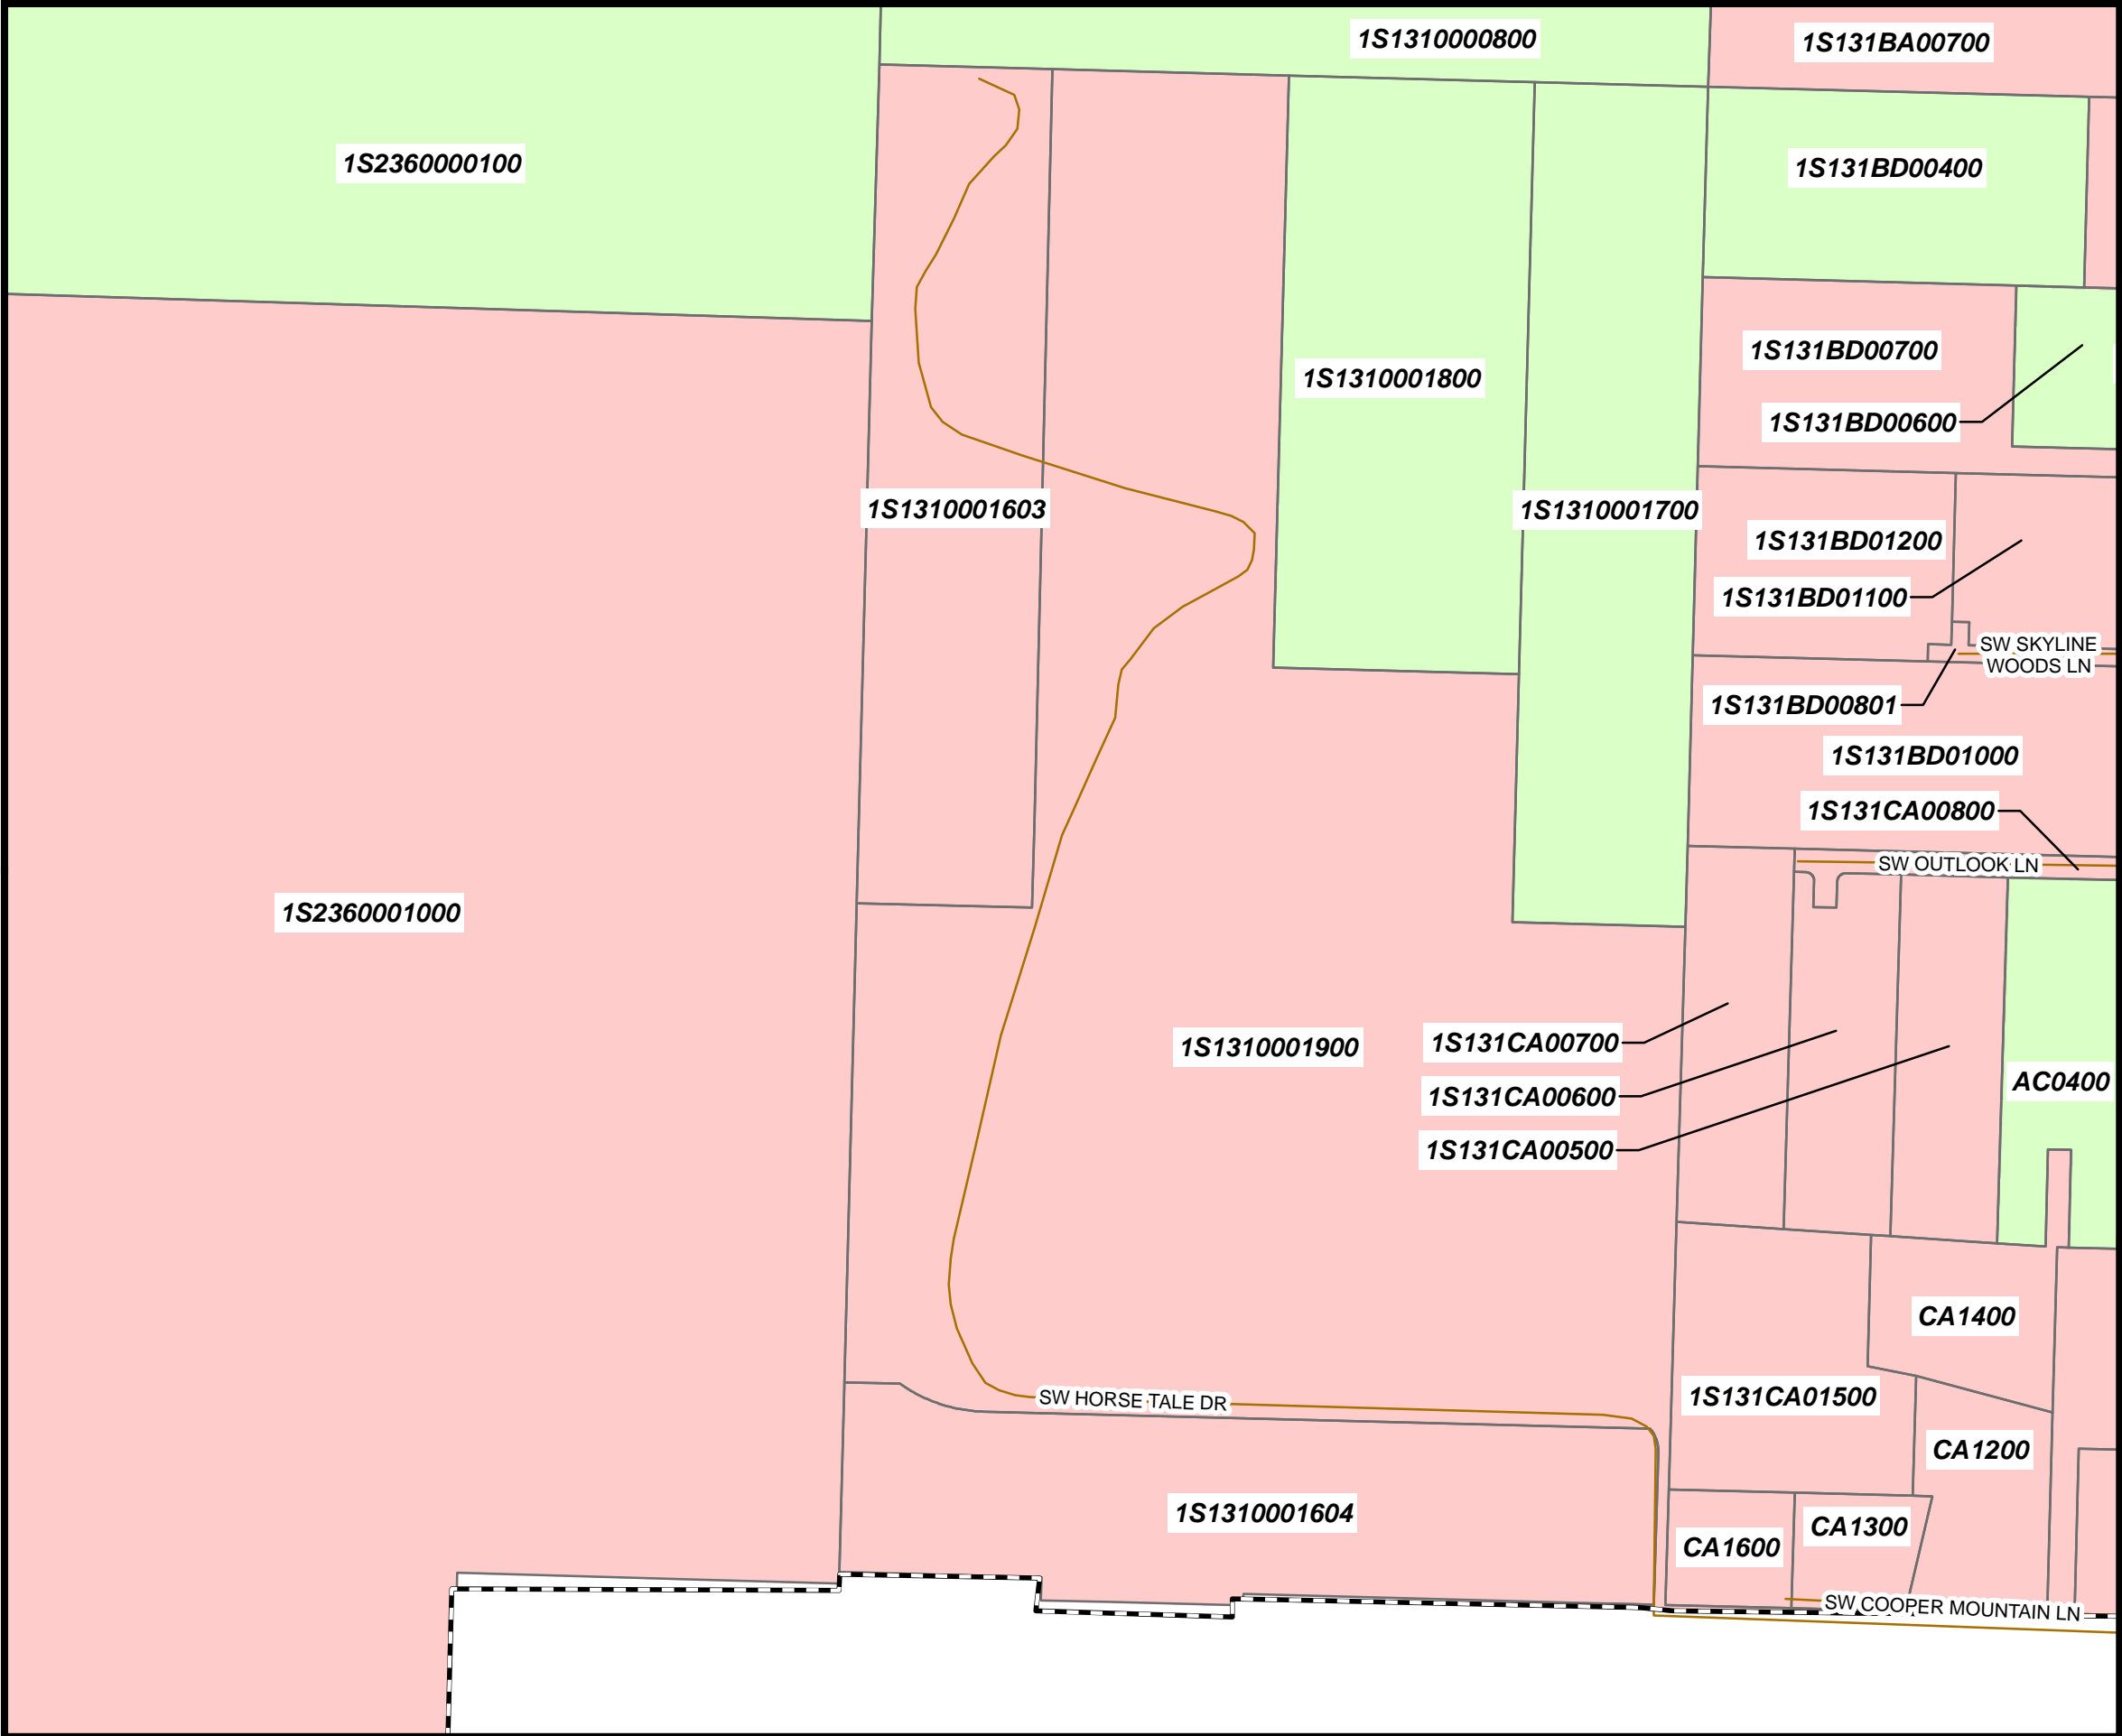 1S1310000800
1S131BA00700
1S2360000100
1S131BD00400
1S131BD00700
1S1310001800
1S131BD00600
1S1310001603
1S1310001700
1S131BD01200
1S131BD01100
SW SKYLINE
WOODS LN
1S131BD00801
1S131BD01000
1S131CA00800
SW OUTLOOK LN
1S2360001000
1S1310001900
1S131CA00700
AC0400
1S131CA00600
1S131CA00500
CA1400
SW HORSE TALE DR
1S131CA01500
CA1200
1S1310001604
CA1300
CA1600
SW COOPER MOUNTAIN LN